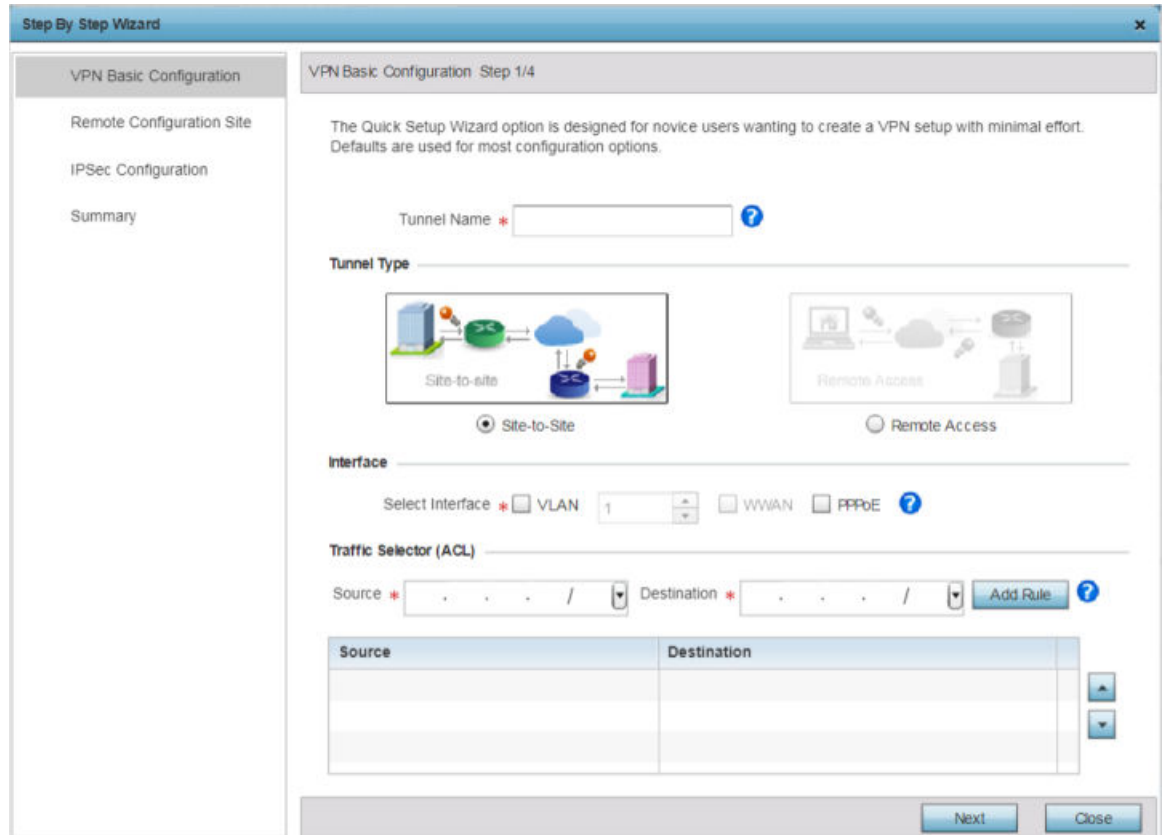 Step By Step Wizard
VPN Basic Configuration
Remote Configuration Site
IPSec Configuration
Summary
VPN Basic Configuration Step 1/4
The Quick Setup Wizard option is designed for novice users wanting to create a VPN setup with minimal effort.
Defaults are used for most configuration options.
Tunnel Name * ?
Tunnel Type
Site-to-site
Remote Access
Site-to-Site
Remote Access
Interface
Select Interface * VLAN 1 WWAN PPPoE ?
Traffic Selector (ACL)
Source * . . . / Destination * . . . / Add Rule ?
Source Destination
Next Close